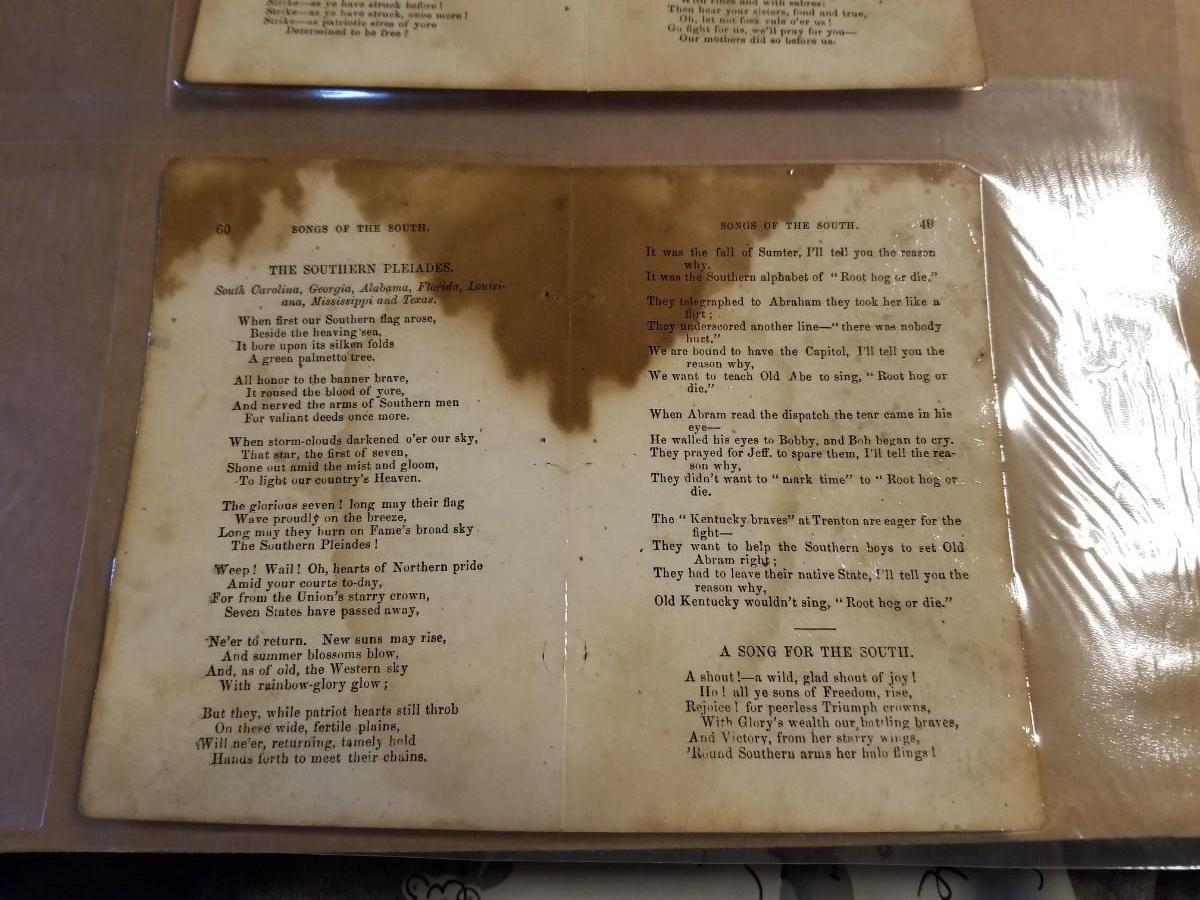 Strike—as ye have struck before!
Strike—as ye have struck, once more!
Strike—as patriotic sires of yore
Determined to be free?
With rifles and with sabres:
Then hear your sisters, fond and true,
Oh, let not foes rule o'er us!
Go fight for us, we'll pray for you—
Our mothers did so before us.
60 SONGS OF THE SOUTH.
THE SOUTHERN PLEIADES.
South Carolina, Georgia, Alabama, Florida, Louisi-
ana, Mississippi and Texas.
When first our Southern flag arose,
Beside the heaving sea,
It bore upon its silken folds
A green palmetto tree.
All honor to the banner brave,
It roused the blood of yore,
And nerved the arms of Southern men
For valiant deeds once more.
When storm-clouds darkened o'er our sky,
That star, the first of seven,
Shone out amid the mist and gloom,
To light our country's Heaven.
The glorious seven! long may their flag
Wave proudly on the breeze,
Long may they burn on Fame's broad sky
The Southern Pleiades!
Weep! Wail! Oh, hearts of Northern pride
Amid your courts to-day,
For from the Union's starry crown,
Seven States have passed away,
Ne'er to return. New suns may rise,
And summer blossoms blow,
And, as of old, the Western sky
With rainbow-glory glow;
But they, while patriot hearts still throb
On these wide, fertile plains,
Will ne'er, returning, tamely hold
Hands forth to meet their chains.
SONGS OF THE SOUTH. 49
It was the fall of Sumter, I'll tell you the reason
why,
It was the Southern alphabet of "Root hog or die."
They telegraphed to Abraham they took her like a
flirt;
They underscored another line—"there was nobody
hurt."
We are bound to have the Capitol, I'll tell you the
reason why,
We want to teach Old Abe to sing, "Root hog or
die."
When Abram read the dispatch the tear came in his
eye—
He walled his eyes to Bobby, and Bob began to cry.
They prayed for Jeff. to spare them, I'll tell the rea-
son why,
They didn't want to "mark time" to "Root hog or
die.
The "Kentucky braves" at Trenton are eager for the
fight—
They want to help the Southern boys to set Old
Abram right;
They had to leave their native State, I'll tell you the
reason why,
Old Kentucky wouldn't sing, "Root hog or die."
A SONG FOR THE SOUTH.
A shout!—a wild, glad shout of joy!
Ho! all ye sons of Freedom, rise,
Rejoice! for peerless Triumph crowns,
With Glory's wealth our battling braves,
And Victory, from her starry wings,
'Round Southern arms her halo flings!